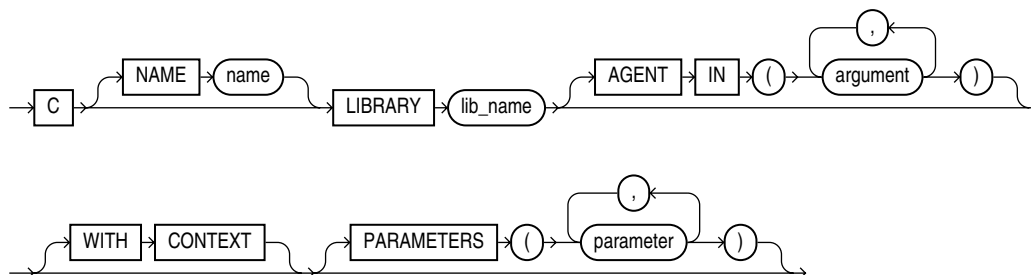 ,
NAME name AGENT IN ( argument )
C LIBRARY lib_name
,
WITH CONTEXT PARAMETERS ( parameter )